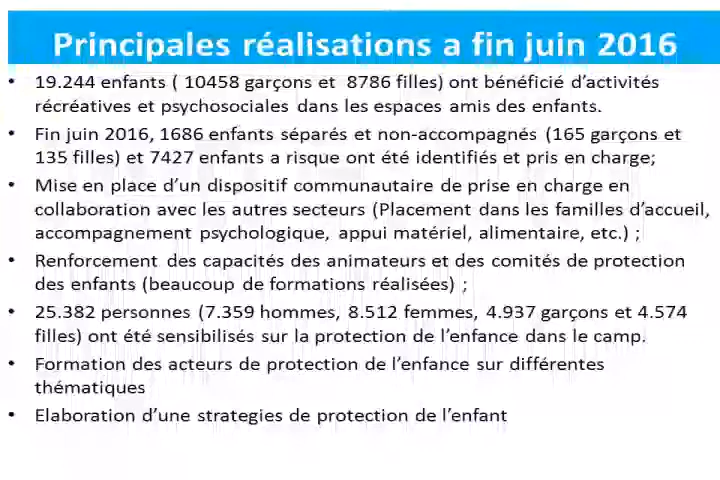 Principales réalisations a fin juin 2016
• 19.244 enfants ( 10458 garçons et 8786 filles) ont bénéficié d'activités
récréatives et psychosociales dans les espaces amis des enfants.
• Fin juin 2016, 1686 enfants séparés et non-accompagnés (165 garçons et
135 filles) et 7427 enfants a risque ont été identifiés et pris en charge;
• Mise en place d'un dispositif communautaire de prise en charge en
collaboration avec les autres secteurs (Placement dans les familles d'accueil,
accompagnement psychologique, appui matériel, alimentaire, etc.) ;
• Renforcement des capacités des animateurs et des comités de protection
des enfants (beaucoup de formations réalisées) ;
• 25.382 personnes (7.359 hommes, 8.512 femmes, 4.937 garçons et 4.574
filles) ont été sensibilisés sur la protection de l'enfance dans le camp.
• Formation des acteurs de protection de l'enfance sur différentes
thématiques
• Elaboration d'une strategies de protection de l'enfant